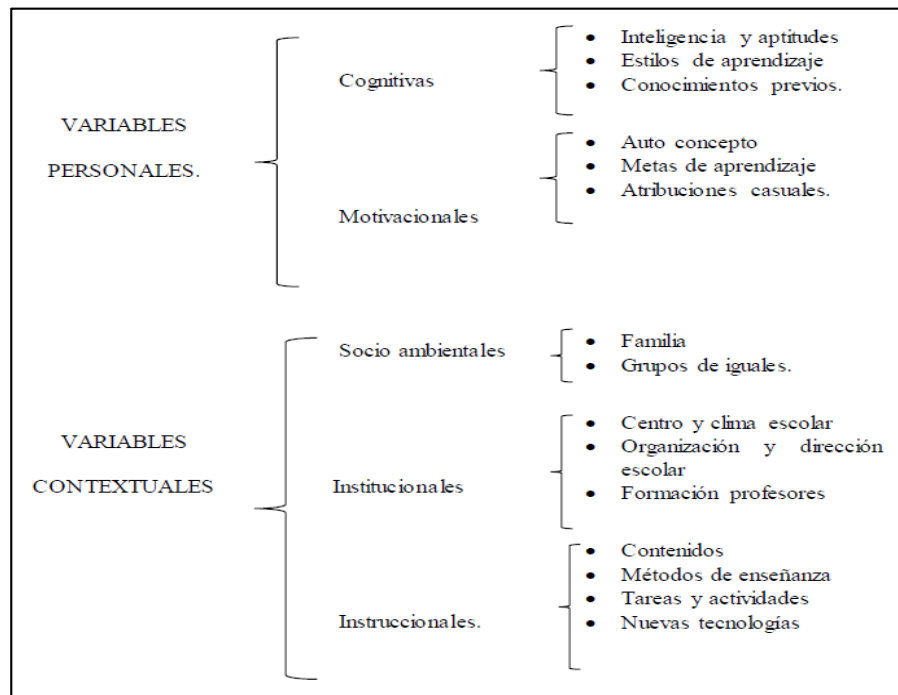 VARIABLES
PERSONALES.
Cognitivas
• Inteligencia y aptitudes
• Estilos de aprendizaje
• Conocimientos previos.
Motivacionales
• Auto concepto
• Metas de aprendizaje
• Atribuciones casuales.
VARIABLES
CONTEXTUALES
Socio ambientales
• Familia
• Grupos de iguales.
Institucionales
• Centro y clima escolar
• Organización y dirección
escolar
• Formación profesores
Instruccionales.
• Contenidos
• Métodos de enseñanza
• Tareas y actividades
• Nuevas tecnologías